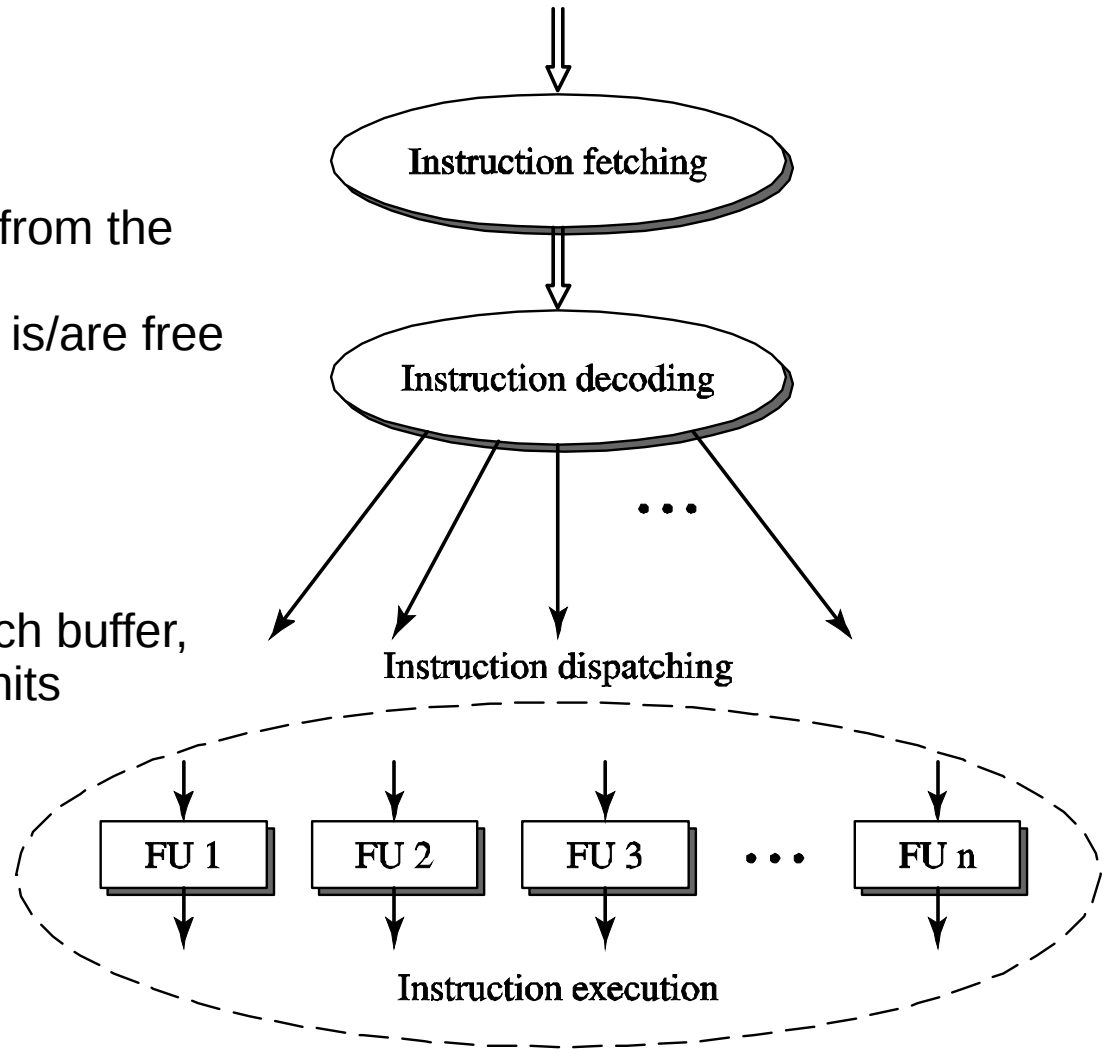 Instruction fetching
from the
is/are free
Instruction decoding
...
ch buffer,
Instruction dispatching
nits
FU 1 FU 2 FU 3 ... FU n
Instruction execution